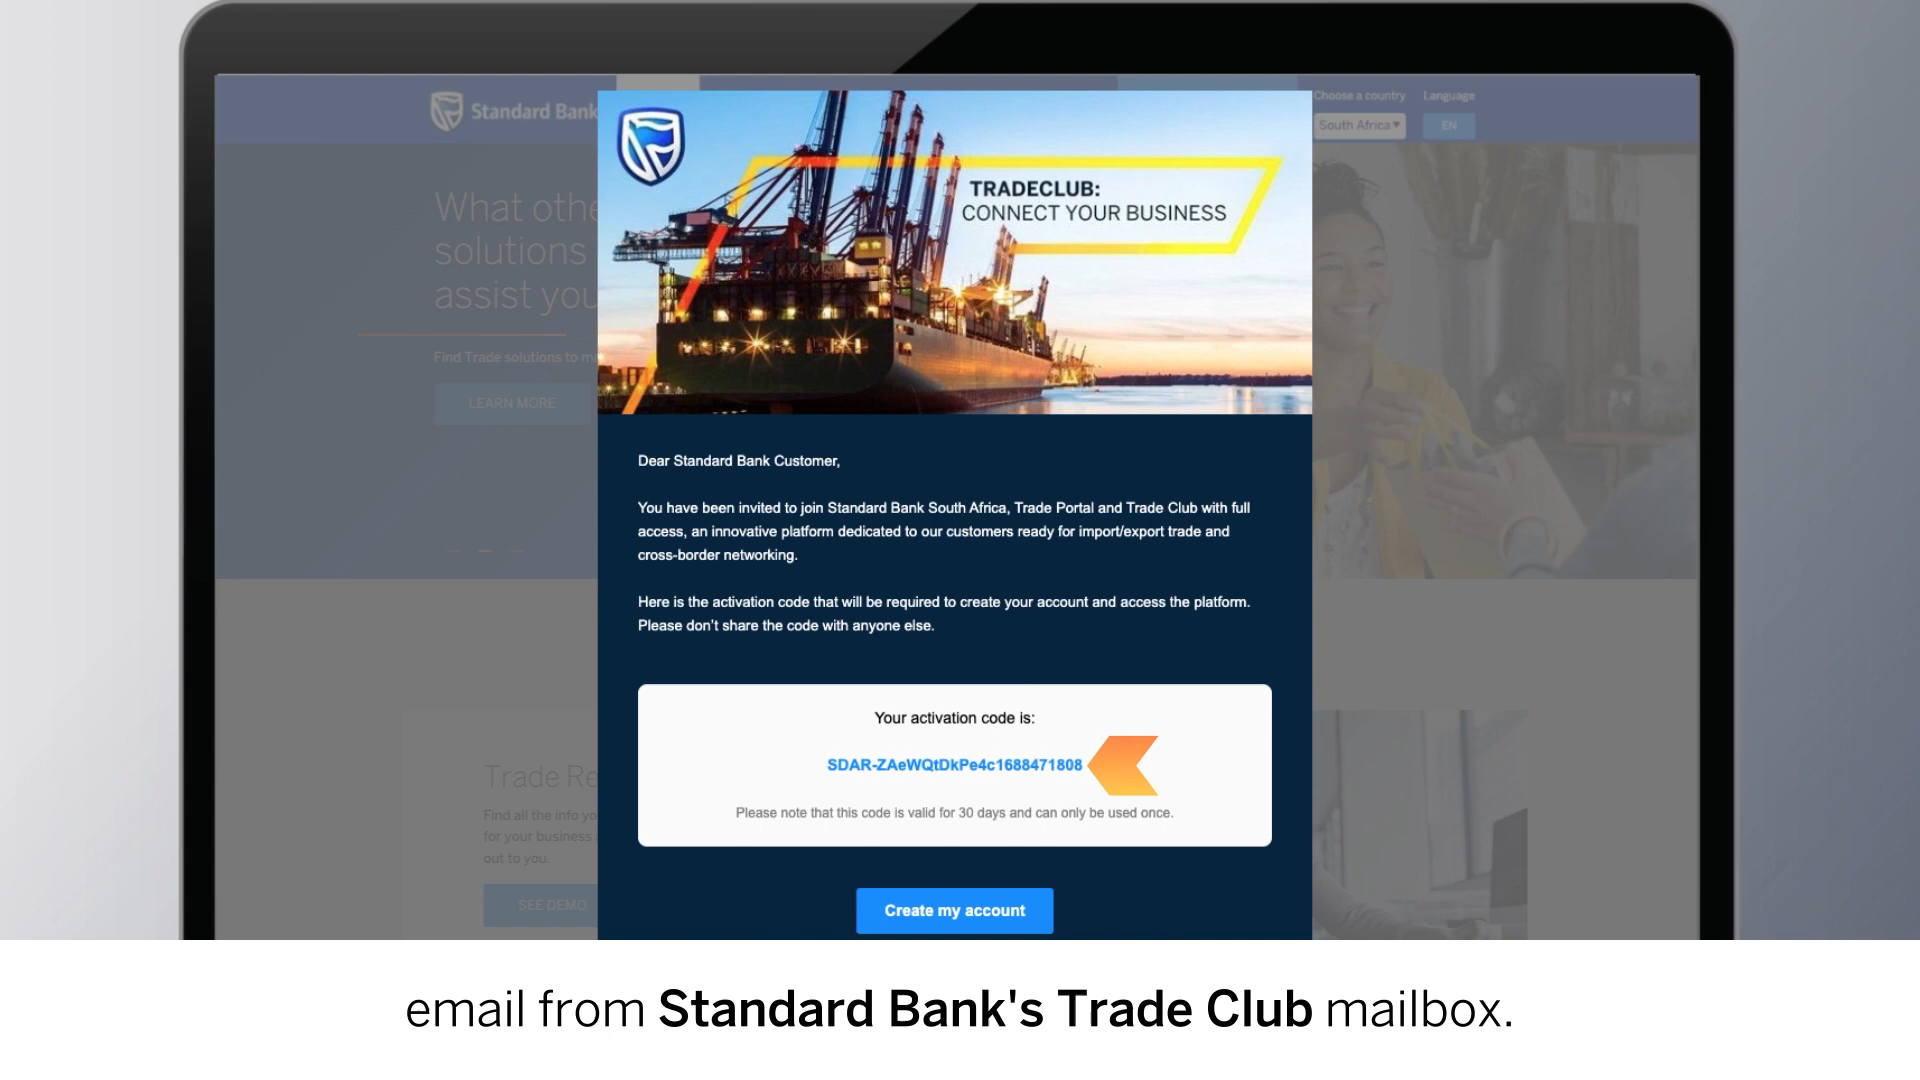 Standard Bank
Choose a country
Language
South Africa
EN
What othe
solutions
assist you
Find Trade solutions to m
LEARN MORE
TRADECLUB:
CONNECT YOUR BUSINESS
Dear Standard Bank Customer,
You have been invited to join Standard Bank South Africa, Trade Portal and Trade Club with full
access, an innovative platform dedicated to our customers ready for import/export trade and
cross-border networking.
Here is the activation code that will be required to create your account and access the platform.
Please don't share the code with anyone else.
Your activation code is:
SDAR-ZAeWQtDkPe4c1688471808
Please note that this code is valid for 30 days and can only be used once.
Create my account
Trade Re
Find all the info yo
for your business
out to you.
SEE DEMO
email from Standard Bank's Trade Club mailbox.